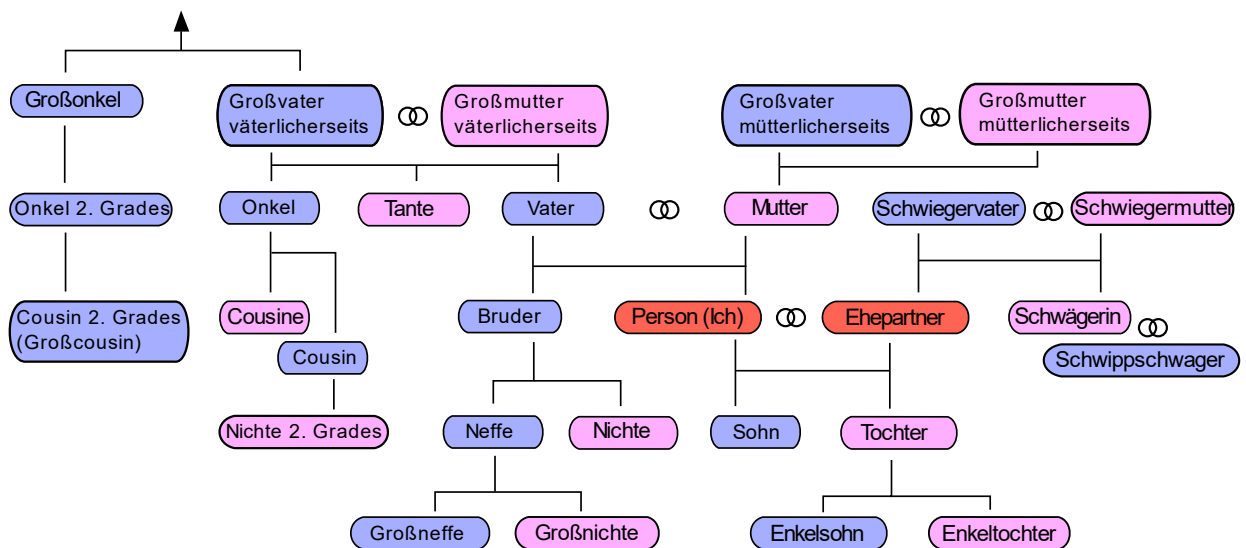 Großonkel
Großvater
väterlicherseits
Großmutter
väterlicherseits
Großvater
mütterlicherseits
Großmutter
mütterlicherseits
Onkel 2. Grades
Onkel
Tante
Vater
Mutter
Schwiegervater
Schwiegermutter
Cousin 2. Grades
(Großcousin)
Cousine
Bruder
Person (Ich)
Ehepartner
Schwägerin
Cousin
Schwippschwager
Nichte 2. Grades
Neffe
Nichte
Sohn
Tochter
Großneffe
Großnichte
Enkelsohn
Enkeltochter